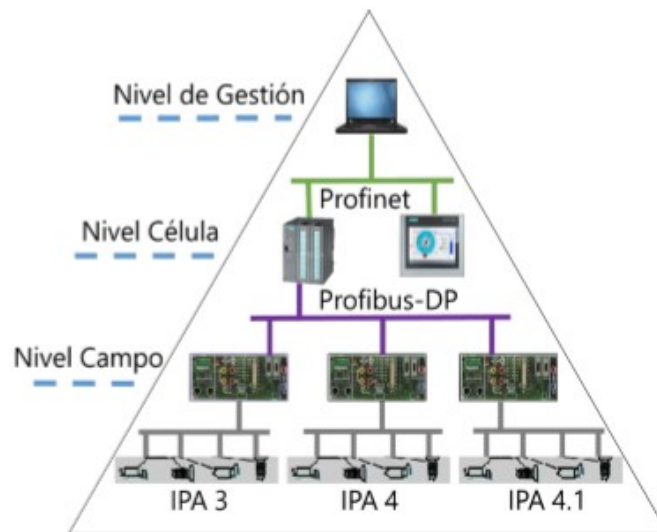 Nivel de Gestión
Profinet
Nivel Célula
Profibus-DP
Nivel Campo
IPA 3
IPA 4
IPA 4.1